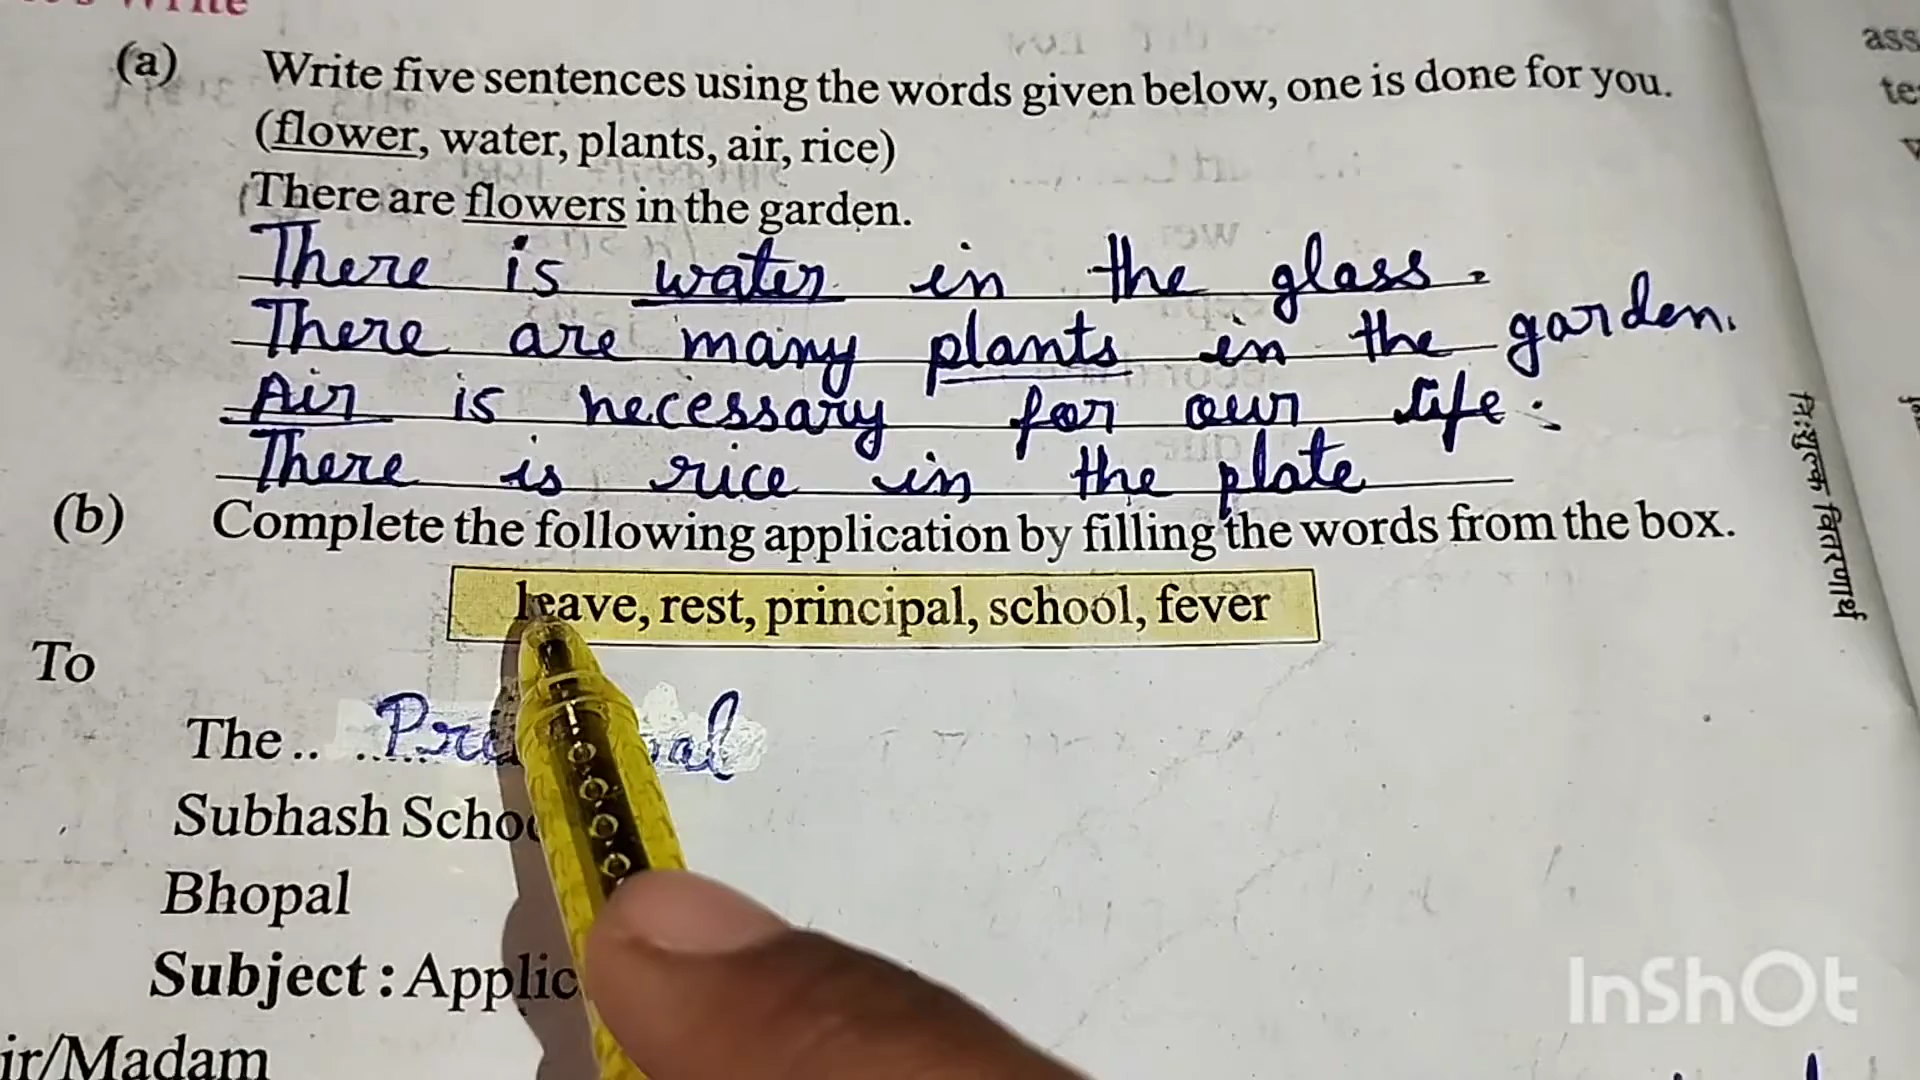 (a) Write five sentences using the words given below, one is done for you.
(flower, water, plants, air, rice)
There are flowers in the garden.
There is water in the glass.
There are many plants in the garden.
Air is necessary for our life.
There is rice in the plate
(b) Complete the following application by filling the words from the box.
leave, rest, principal, school, fever
To
The
Subhash
Bhopal
Subject :
ir/Madam
निःशुल्क वितरणार्थ
InShOt